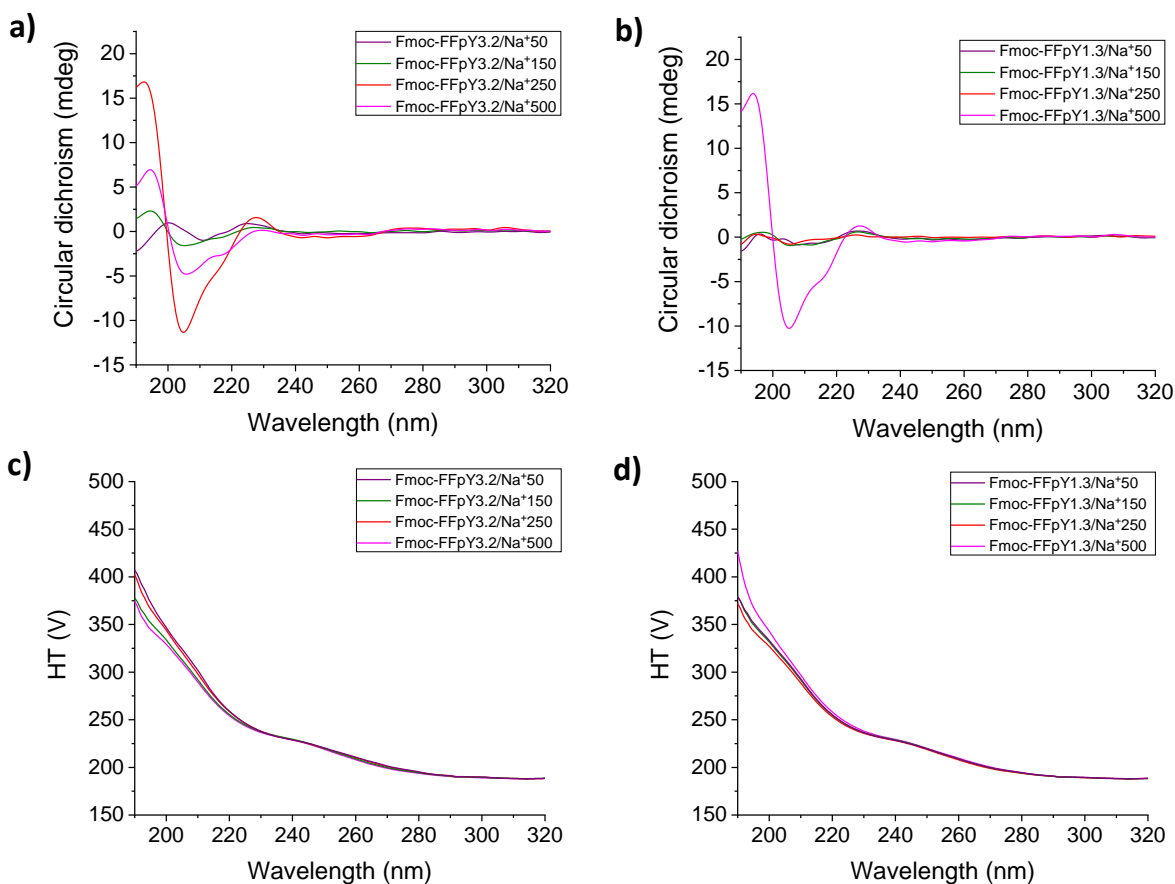 a)
Fmoc-FFpY3.2/Na⁺50
Fmoc-FFpY3.2/Na⁺150
Fmoc-FFpY3.2/Na⁺250
Fmoc-FFpY3.2/Na⁺500
Circular dichroism (mdeg)
20
15
10
5
0
-5
-10
-15
200 220 240 260 280 300 320
Wavelength (nm)
b)
Fmoc-FFpY1.3/Na⁺50
Fmoc-FFpY1.3/Na⁺150
Fmoc-FFpY1.3/Na⁺250
Fmoc-FFpY1.3/Na⁺500
Circular dichroism (mdeg)
20
15
10
5
0
-5
-10
-15
200 220 240 260 280 300 320
Wavelength (nm)
c)
Fmoc-FFpY3.2/Na⁺50
Fmoc-FFpY3.2/Na⁺150
Fmoc-FFpY3.2/Na⁺250
Fmoc-FFpY3.2/Na⁺500
HT (V)
500
450
400
350
300
250
200
150
200 220 240 260 280 300 320
Wavelength (nm)
d)
Fmoc-FFpY1.3/Na⁺50
Fmoc-FFpY1.3/Na⁺150
Fmoc-FFpY1.3/Na⁺250
Fmoc-FFpY1.3/Na⁺500
HT (V)
500
450
400
350
300
250
200
150
200 220 240 260 280 300 320
Wavelength (nm)